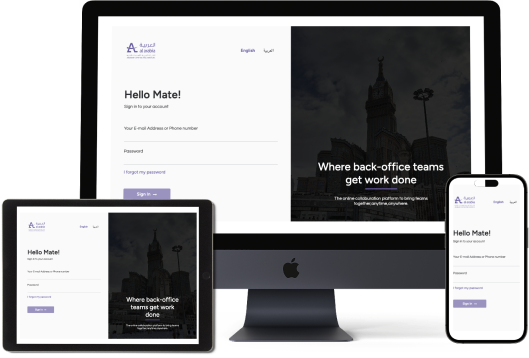 العربية
al arabia
English
العربية
Hello Mate!
Sign in to your account
Your E-mail Address or Phone number
Password
I forgot my password
Sign in →
Where back-office teams
get work done
The online collaburation platform to bring teams
together,anytime,anywhere.
العربية
al arabia
English
العربية
Hello Mate!
Sign in to your account
Your E-mail Address or Phone number
Password
I forgot my password
Sign in →
Where back-office
teams get work
done
The online collaburation platform to bring teams
together,anytime,anywhere.
العربية
al arabia
English
العربية
Hello Mate!
Sign in to your account
Your E-mail Address or Phone number
Password
I forgot my password
Sign in →